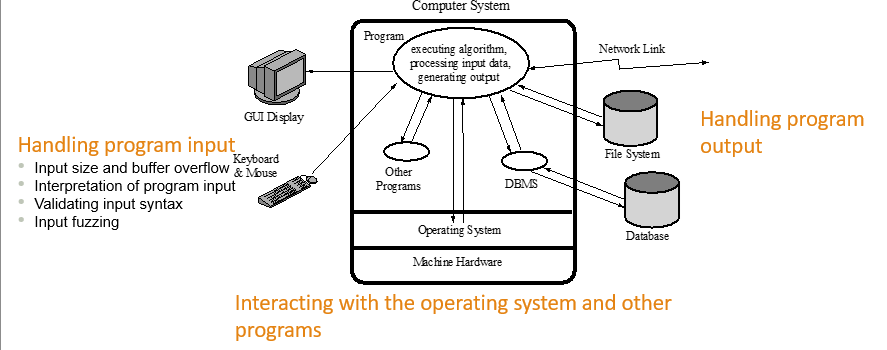 Computer System
Program
executing algorithm,
processing input data,
generating output
Network Link
GUI Display
Handling program input
Input size and buffer overflow
Interpretation of program input
Validating input syntax
Input fuzzing
Keyboard
& Mouse
Other
Programs
DBMS
File System
Handling program
output
Database
Operating System
Machine Hardware
Interacting with the operating system and other
programs